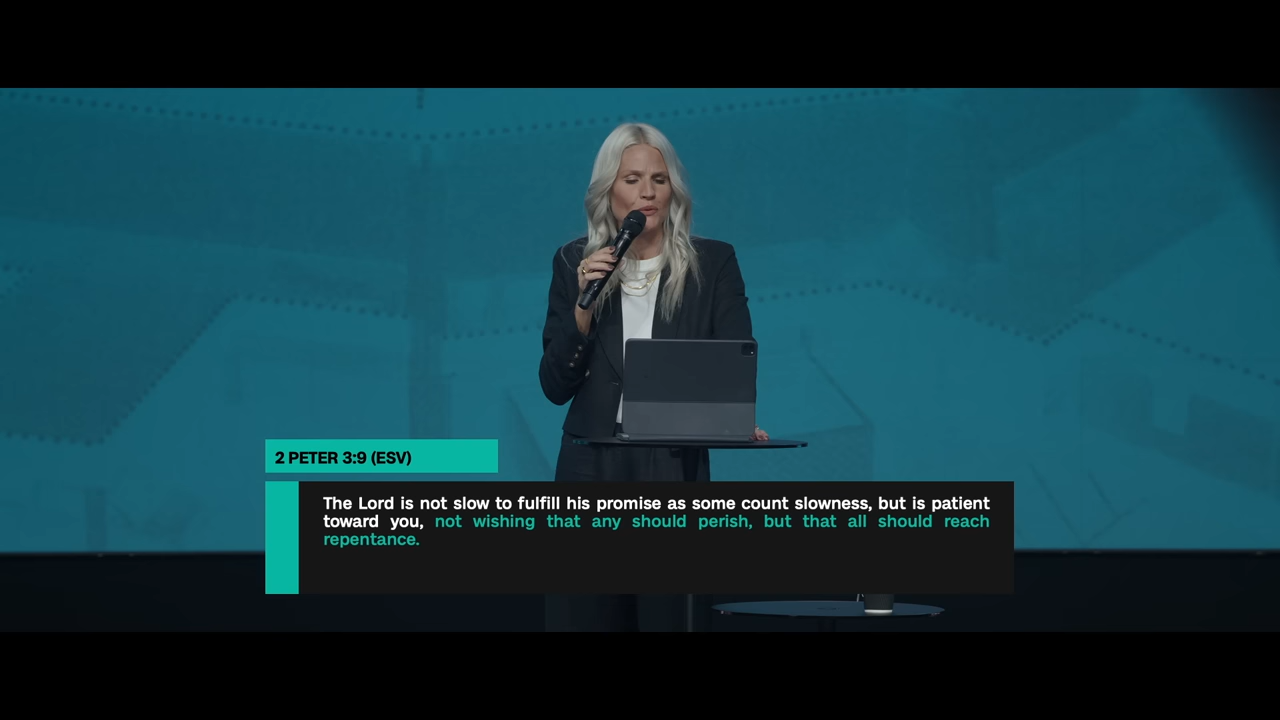 2 PETER 3:9 (ESV)
The Lord is not slow to fulfill his promise as some count slowness, but is patient
toward you, not wishing that any should perish, but that all should reach
repentance.